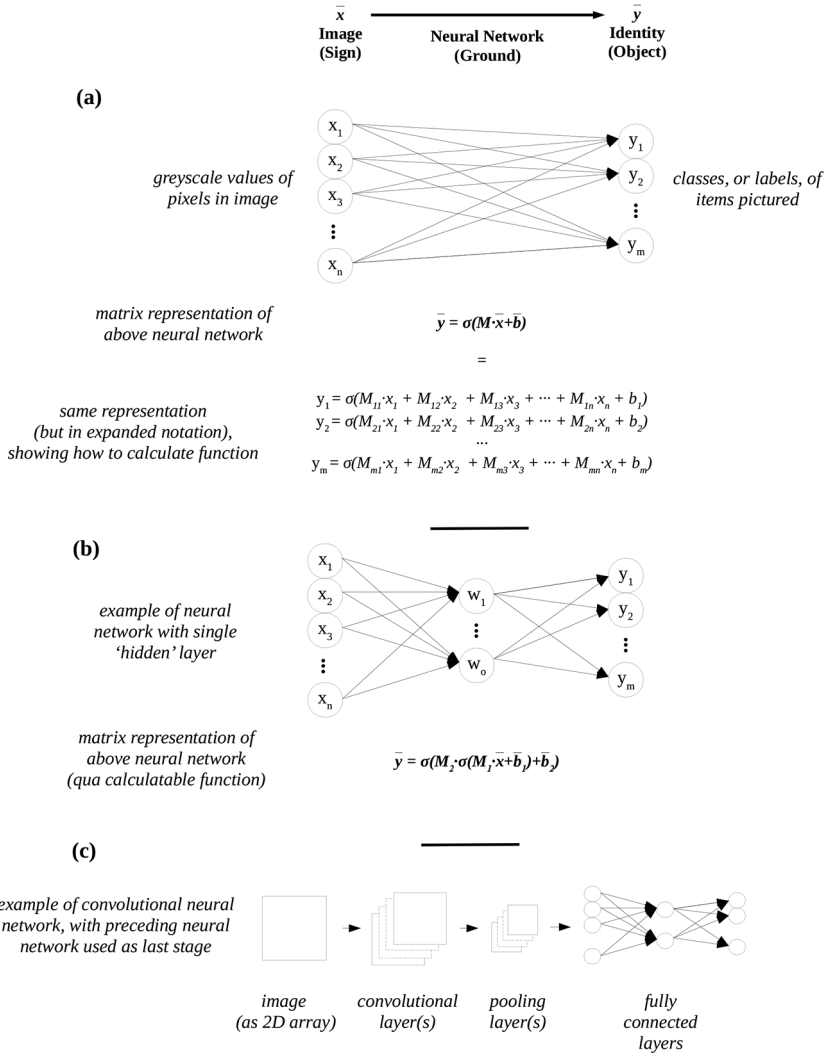 x̅
Image
(Sign)
Neural Network
(Ground)
y̅
Identity
(Object)
(a)
greyscale values of
pixels in image
x1
x2
x3
⋮
xn
y1
y2
⋮
ym
classes, or labels, of
items pictured
matrix representation of
above neural network
y̅ = σ(M·x̅+b̅)
=
same representation
(but in expanded notation),
showing how to calculate function
y1 = σ(M11·x1 + M12·x2 + M13·x3 + ··· + M1n·xn + b1)
y2 = σ(M21·x1 + M22·x2 + M23·x3 + ··· + M2n·xn + b2)
...
ym = σ(Mm1·x1 + Mm2·x2 + Mm3·x3 + ··· + Mmn·xn + bm)
(b)
example of neural
network with single
‘hidden’ layer
x1
x2
x3
⋮
xn
w1
⋮
wo
y1
y2
⋮
ym
matrix representation of
above neural network
(qua calculatable function)
y̅ = σ(M2·σ(M1·x̅+b̅1)+b̅2)
(c)
example of convolutional neural
network, with preceding neural
network used as last stage
image
(as 2D array)
convolutional
layer(s)
pooling
layer(s)
fully
connected
layers